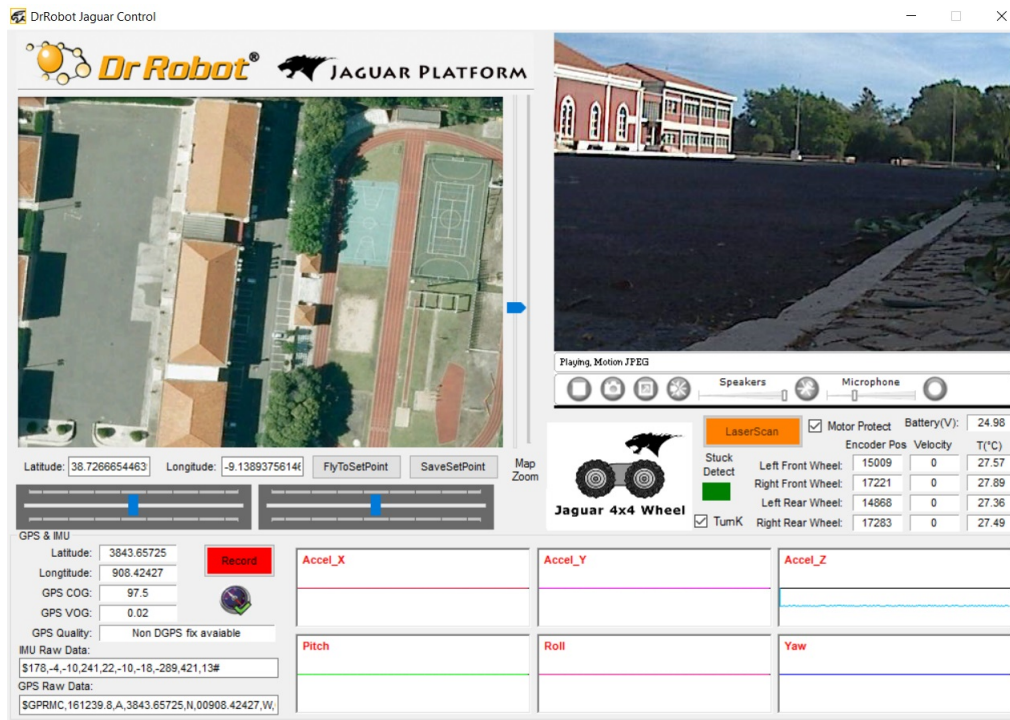 DrRobot Jaguar Control
Dr Robot® JAGUAR PLATFORM
Playing, Motion JPEG
Speakers Microphone
LaserScan Motor Protect Battery(V): 24.98
Encoder Pos Velocity T(°C)
Stuck Detect
Left Front Wheel: 15009 0 27.57
Right Front Wheel: 17221 0 27.89
Left Rear Wheel: 14868 0 27.36
TurnK Right Rear Wheel: 17283 0 27.49
Jaguar 4x4 Wheel
Latitude: 38.7266654463 Longitude: -9.1389375614 FlyToSetPoint SaveSetPoint
Map Zoom
GPS & IMU
Latitude: 3843.65725
Longtitude: 908.42427
GPS COG: 97.5
GPS VOG: 0.02
GPS Quality: Non DGPS fix avaiable
Record
IMU Raw Data:
$178,-4,-10,241,22,-10,-18,-289,421,13#
GPS Raw Data:
$GPRMC,161239.8,A,3843.65725,N,00908.42427,W,
Accel_X Accel_Y Accel_Z
Pitch Roll Yaw